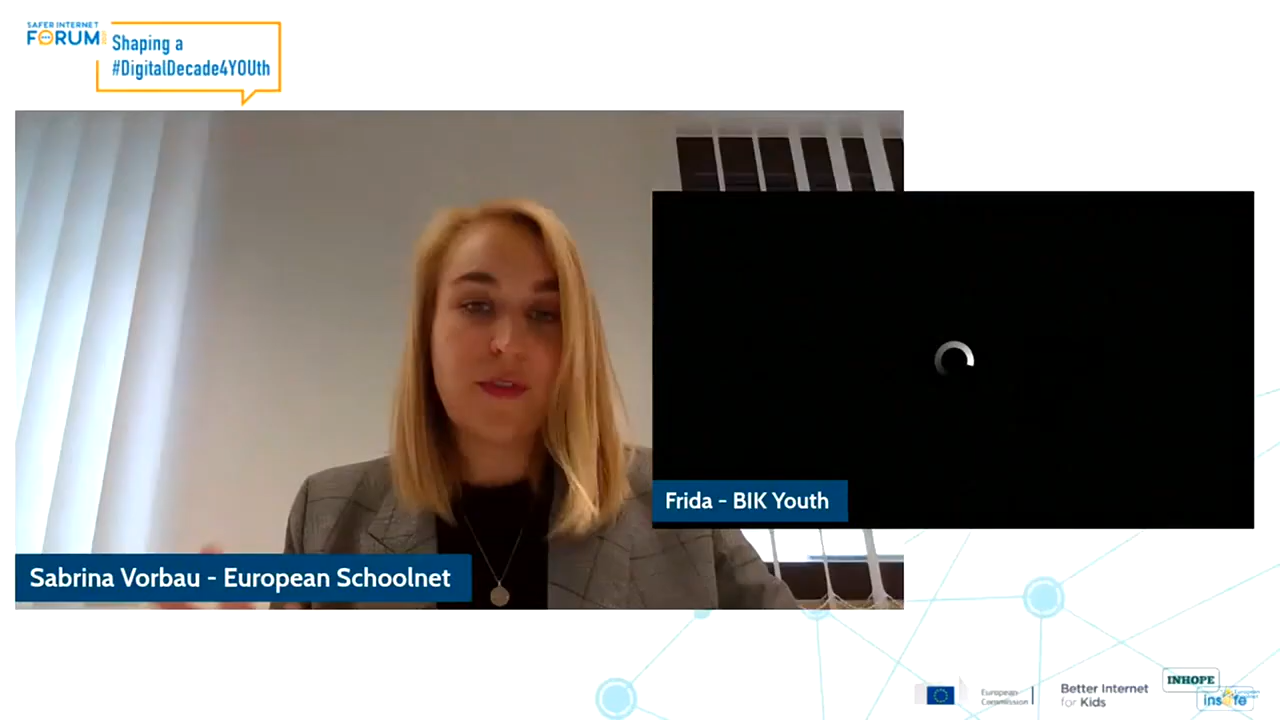 SAFER INTERNET
FORUM
Shaping a
#DigitalDecade4YOUth
Frida - BIK Youth
Sabrina Vorbau - European Schoolnet
European
Commission
Better Internet
for Kids
INHOPE
insafe